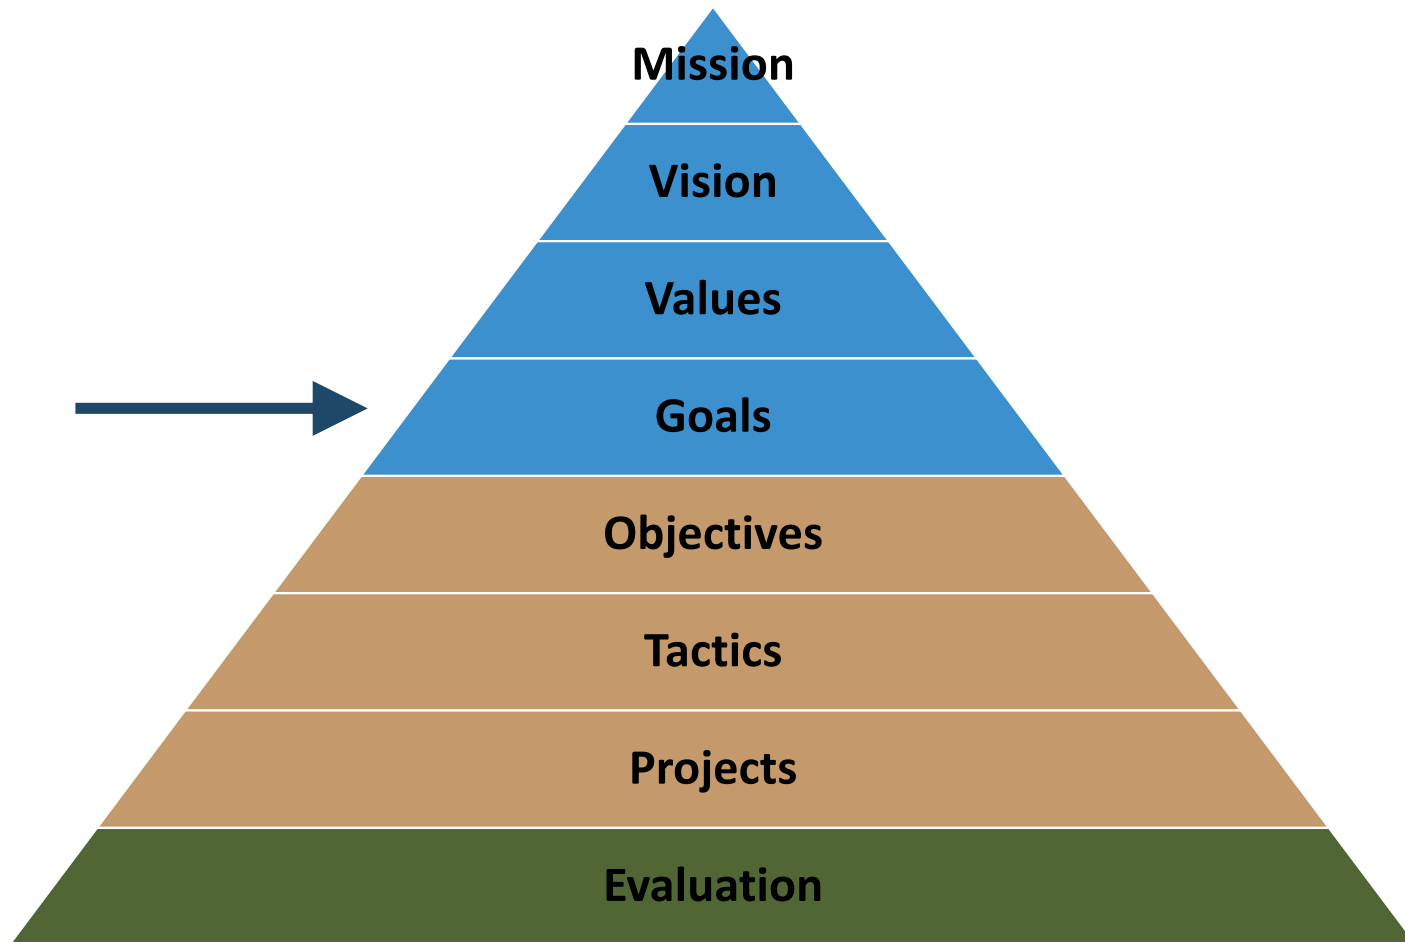 Mission
Vision
Values
Goals
Objectives
Tactics
Projects
Evaluation